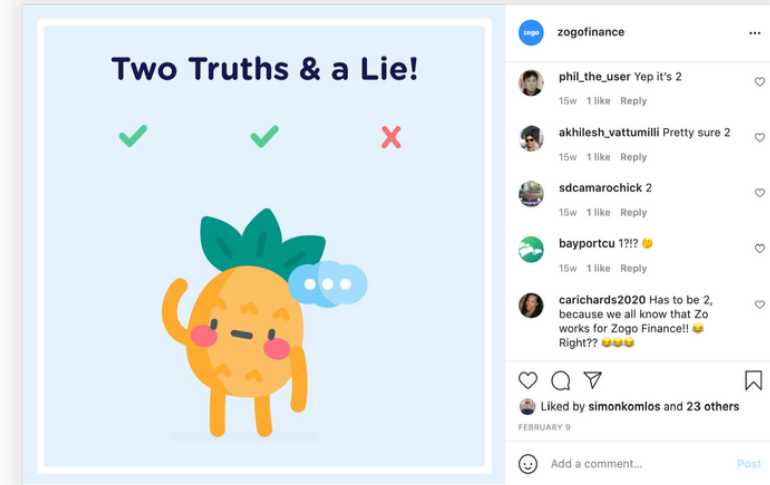 Two Truths & a Lie!
zogo
zogofinance
phil_the_user Yep it's 2
15w 1 like Reply
akhilesh_vattumilli Pretty sure 2
15w 1 like Reply
sdcamarochick 2
15w 1 like Reply
bayportcu 1?!? 🤔
15w 1 like Reply
carichards2020 Has to be 2,
because we all know that Zo
works for Zogo Finance!! 😂
Right?? 😂😂😂
Liked by simonkomlos and 23 others
FEBRUARY 9
Add a comment...
Post